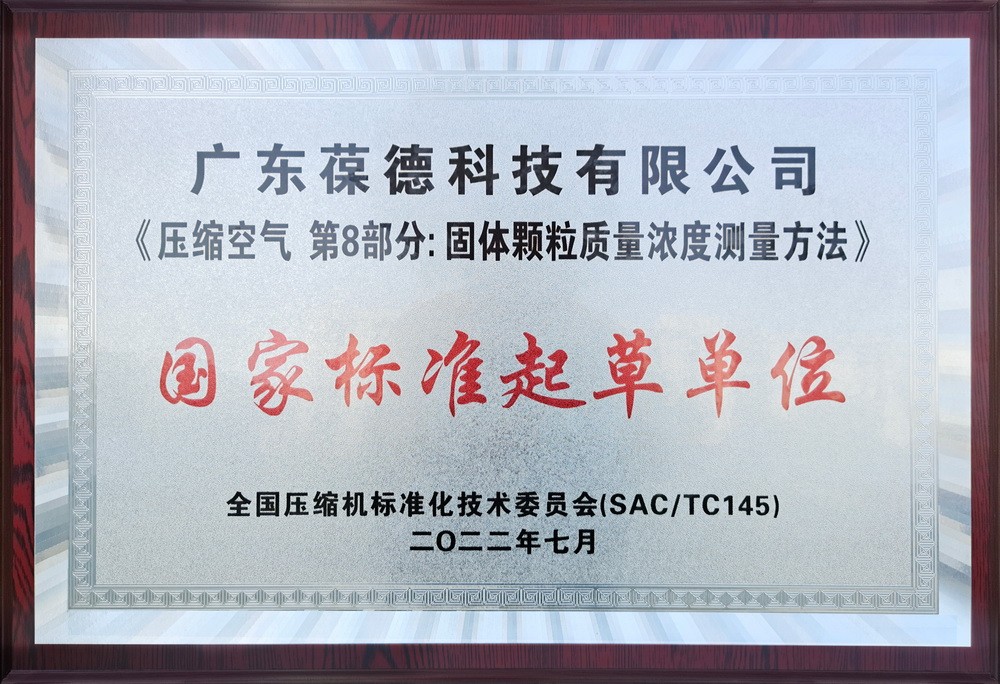 广东葆德科技有限公司
《压缩空气 第8部分:固体颗粒质量浓度测量方法》
国家标准起草单位
全国压缩机标准化技术委员会(SAC/TC145)
二〇二二年七月